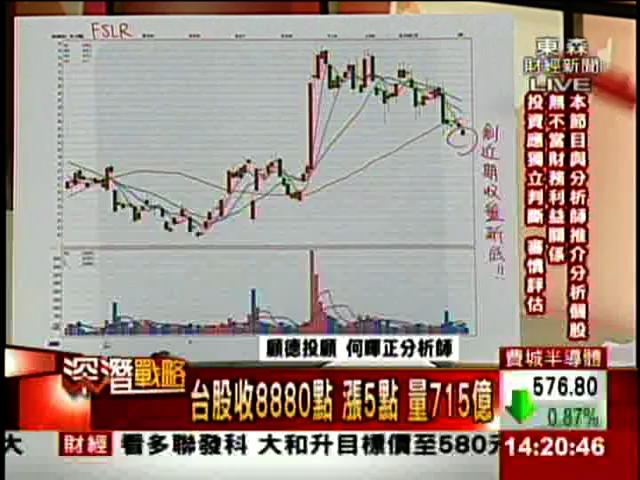 FSLR
創近期收盤新低!!
東森
財經新聞
LIVE
本節目與分析師推介分析個股
無不當財務利益關係
投資應獨立判斷 審慎評估
顧德投顧 何暉正分析師
深潛戰略
台股收8880點 漲5點 量715億
費城半導體
576.80
0.87%
大
財經
看多聯發科 大和升目標價至580元
14:20:46